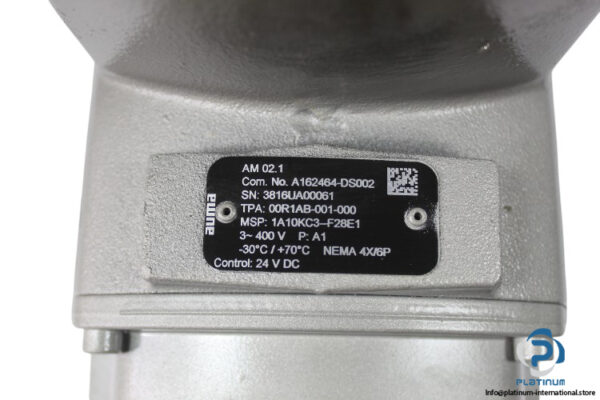 auma
AM 02.1
Com. No. A162464-DS002
SN: 3816UA00061
TPA: 00R1AB-001-000
MSP: 1A10KC3--F28E1
3~ 400 V P: A1
-30°C / +70°C NEMA 4X/6P
Control: 24 V DC
PLATINUM
Info@platinum-international.store